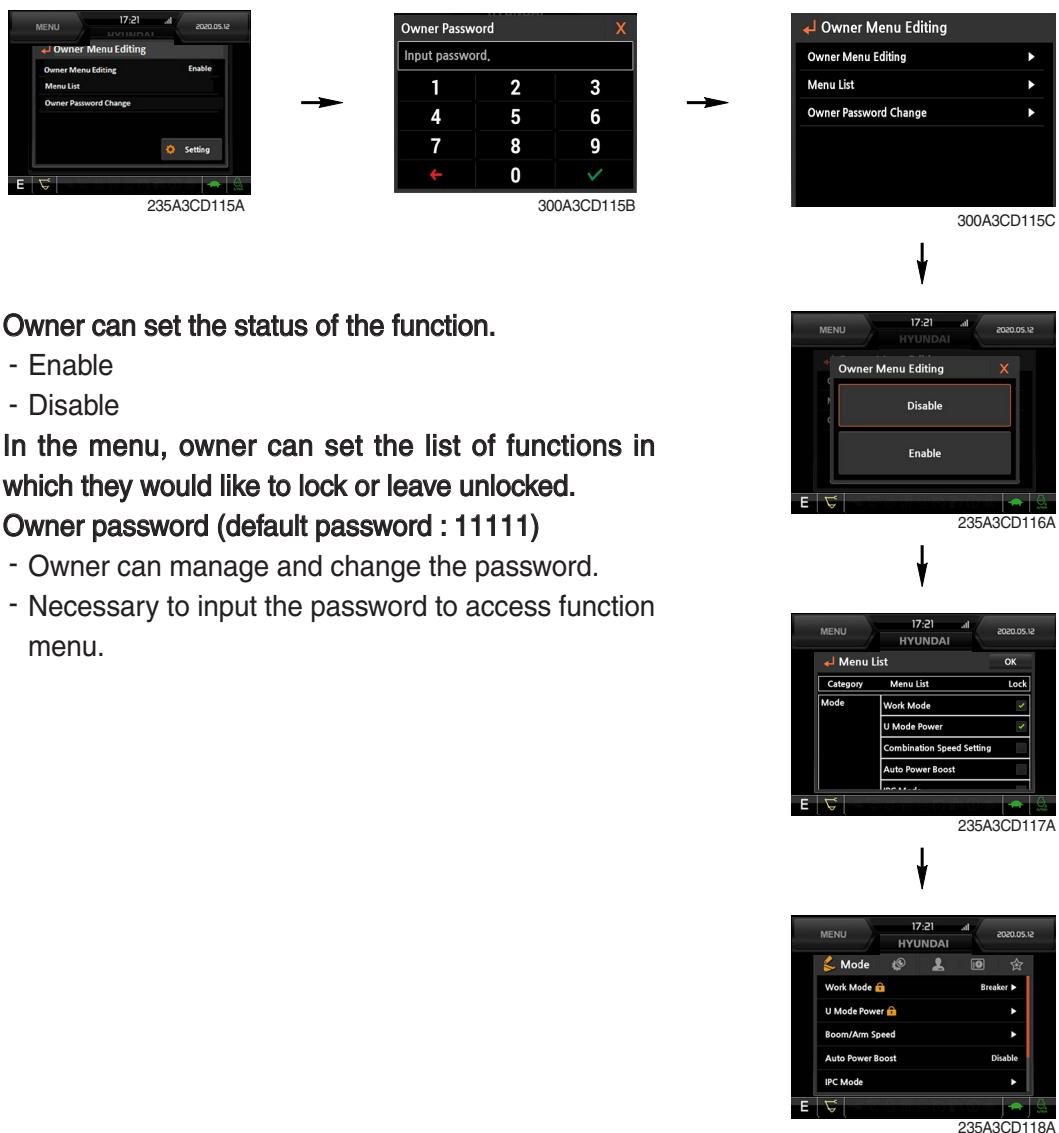 MENU
17:21
2020.05.12
HYUNDAI
Owner Menu Editing
Owner Menu Editing Enable
Menu List
Owner Password Change
Setting
E
235A3CD115A
Owner Password X
Input password.
1 2 3
4 5 6
7 8 9
0
300A3CD115B
Owner Menu Editing
Owner Menu Editing
Menu List
Owner Password Change
300A3CD115C
Owner can set the status of the function.
- Enable
- Disable
In the menu, owner can set the list of functions in
which they would like to lock or leave unlocked.
Owner password (default password : 11111)
- Owner can manage and change the password.
- Necessary to input the password to access function
menu.
MENU
17:21
2020.05.12
HYUNDAI
Owner Menu Editing X
Disable
Enable
E
235A3CD116A
MENU
17:21
2020.05.12
HYUNDAI
Menu List OK
Category Menu List Lock
Mode Work Mode
U Mode Power
Combination Speed Setting
Auto Power Boost
E
235A3CD117A
MENU
17:21
2020.05.12
HYUNDAI
Mode
Work Mode Breaker
U Mode Power
Boom/Arm Speed
Auto Power Boost Disable
IPC Mode
E
235A3CD118A